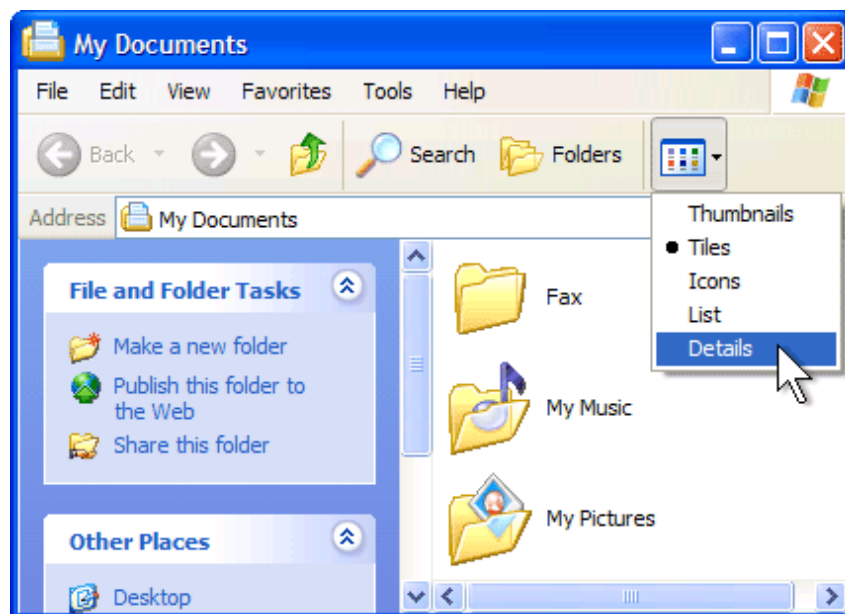 My Documents
File Edit View Favorites Tools Help
Back Search Folders
Address My Documents
Thumbnails
Tiles
Icons
List
Details
File and Folder Tasks
Make a new folder
Publish this folder to
the Web
Share this folder
Other Places
Desktop
Fax
My Music
My Pictures